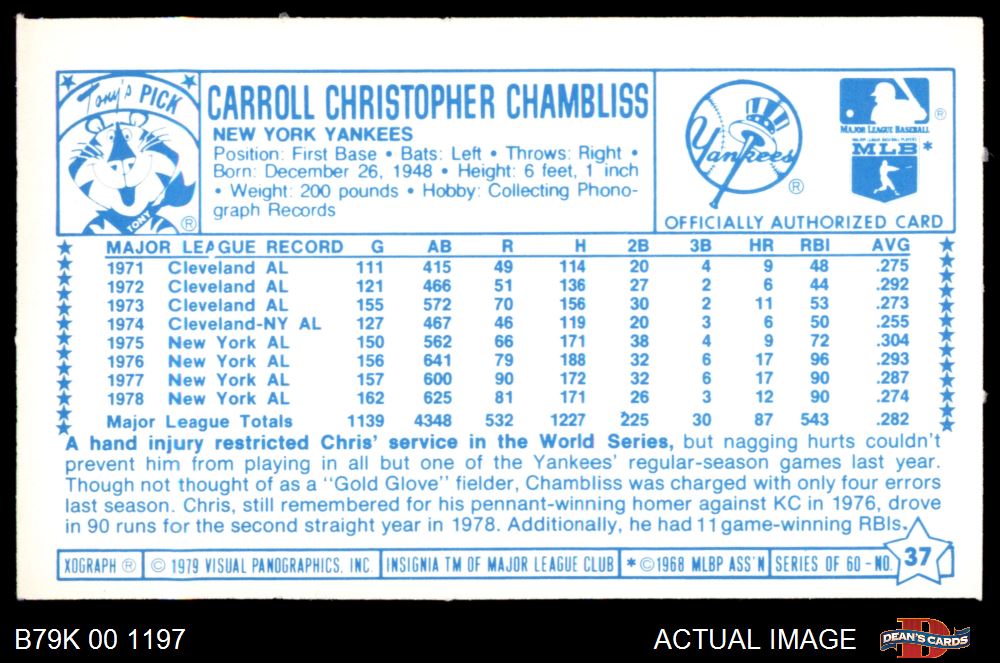 Tony's PICK
TONY ®
CARROLL CHRISTOPHER CHAMBLISS
NEW YORK YANKEES
Position: First Base • Bats: Left • Throws: Right •
Born: December 26, 1948 • Height: 6 feet, 1 inch
• Weight: 200 pounds • Hobby: Collecting Phono-
graph Records
Yankees ®
MAJOR LEAGUE BASEBALL ®
MLB *
OFFICIALLY AUTHORIZED CARD
MAJOR LEAGUE RECORD G AB R H 2B 3B HR RBI AVG
1971 Cleveland AL 111 415 49 114 20 4 9 48 .275
1972 Cleveland AL 121 466 51 136 27 2 6 44 .292
1973 Cleveland AL 155 572 70 156 30 2 11 53 .273
1974 Cleveland-NY AL 127 467 46 119 20 3 6 50 .255
1975 New York AL 150 562 66 171 38 4 9 72 .304
1976 New York AL 156 641 79 188 32 6 17 96 .293
1977 New York AL 157 600 90 172 32 6 17 90 .287
1978 New York AL 162 625 81 171 26 3 12 90 .274
Major League Totals 1139 4348 532 1227 225 30 87 543 .282
A hand injury restricted Chris' service in the World Series, but nagging hurts couldn't
prevent him from playing in all but one of the Yankees' regular-season games last year.
Though not thought of as a "Gold Glove" fielder, Chambliss was charged with only four errors
last season. Chris, still remembered for his pennant-winning homer against KC in 1976, drove
in 90 runs for the second straight year in 1978. Additionally, he had 11 game-winning RBIs.
XOGRAPH ® © 1979 VISUAL PANOGRAPHICS, INC. INSIGNIA TM OF MAJOR LEAGUE CLUB * ©1968 MLBP ASS'N SERIES OF 60 - NO. 37
B79K 00 1197 ACTUAL IMAGE DEAN'S CARDS